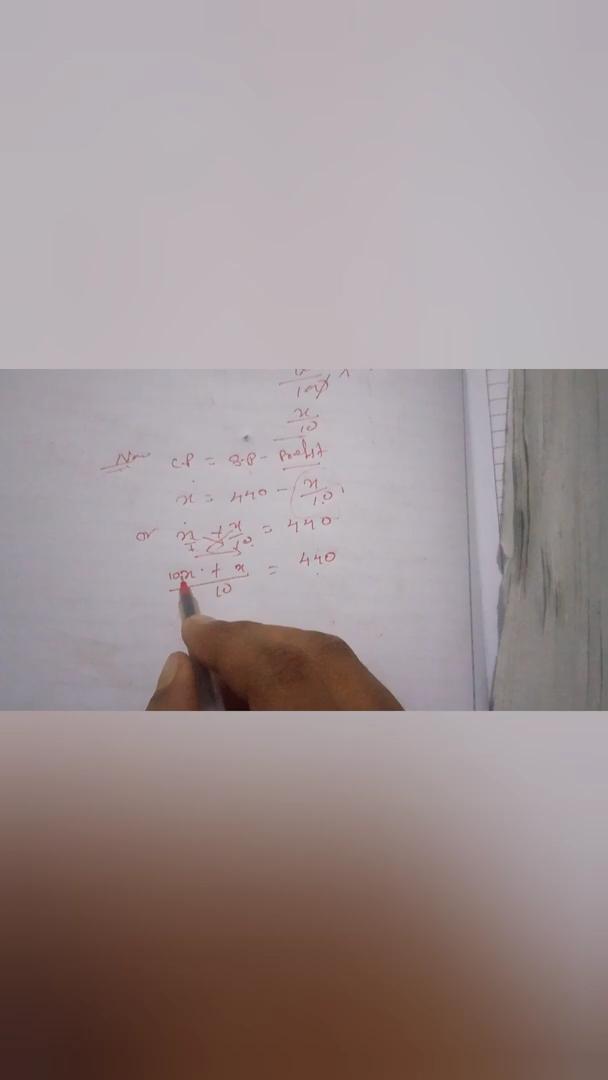 x/10
Now C.P = S.P - Profit
x = 440 - x/10
or x/1 + x/10 = 440
10x + x/10 = 440